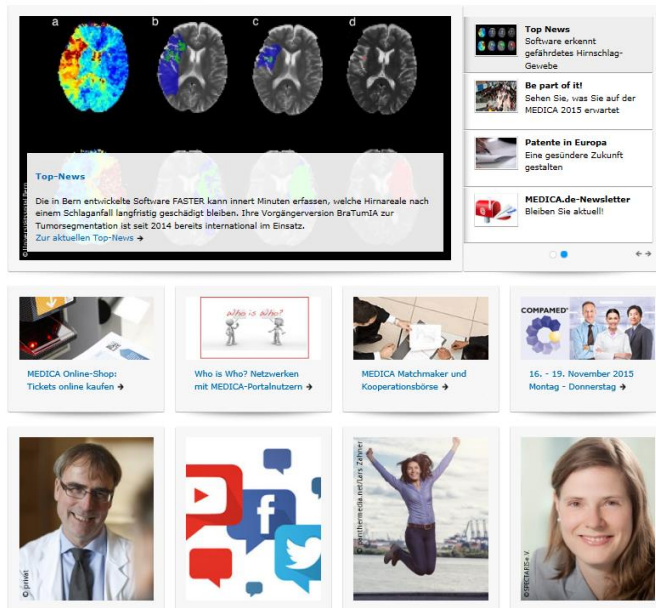 a b c d
Top-News
Die in Bern entwickelte Software FASTER kann innert Minuten erfassen, welche Hirnareale nach
einem Schlaganfall langfristig geschädigt bleiben. Ihre Vorgängerversion BraTumIA zur
Tumorsegmentation ist seit 2014 bereits international im Einsatz.
Zur aktuellen Top-News →
Top News
Software erkennt
gefährdetes Hirnschlag-
Gewebe
Be part of it!
Sehen Sie, was Sie auf der
MEDICA 2015 erwartet
Patente in Europa
Eine gesündere Zukunft
gestalten
MEDICA.de-Newsletter
Bleiben Sie aktuell!
MEDICA Online-Shop:
Tickets online kaufen →
who is who?
Who is Who? Netzwerken
mit MEDICA-Portalnutzern →
MEDICA Matchmaker und
Kooperationsbörse →
COMPAMED
16. - 19. November 2015
Montag - Donnerstag →
© privat
© panthermedia.net/Lars Zahner
© SPECTARIS e.V.